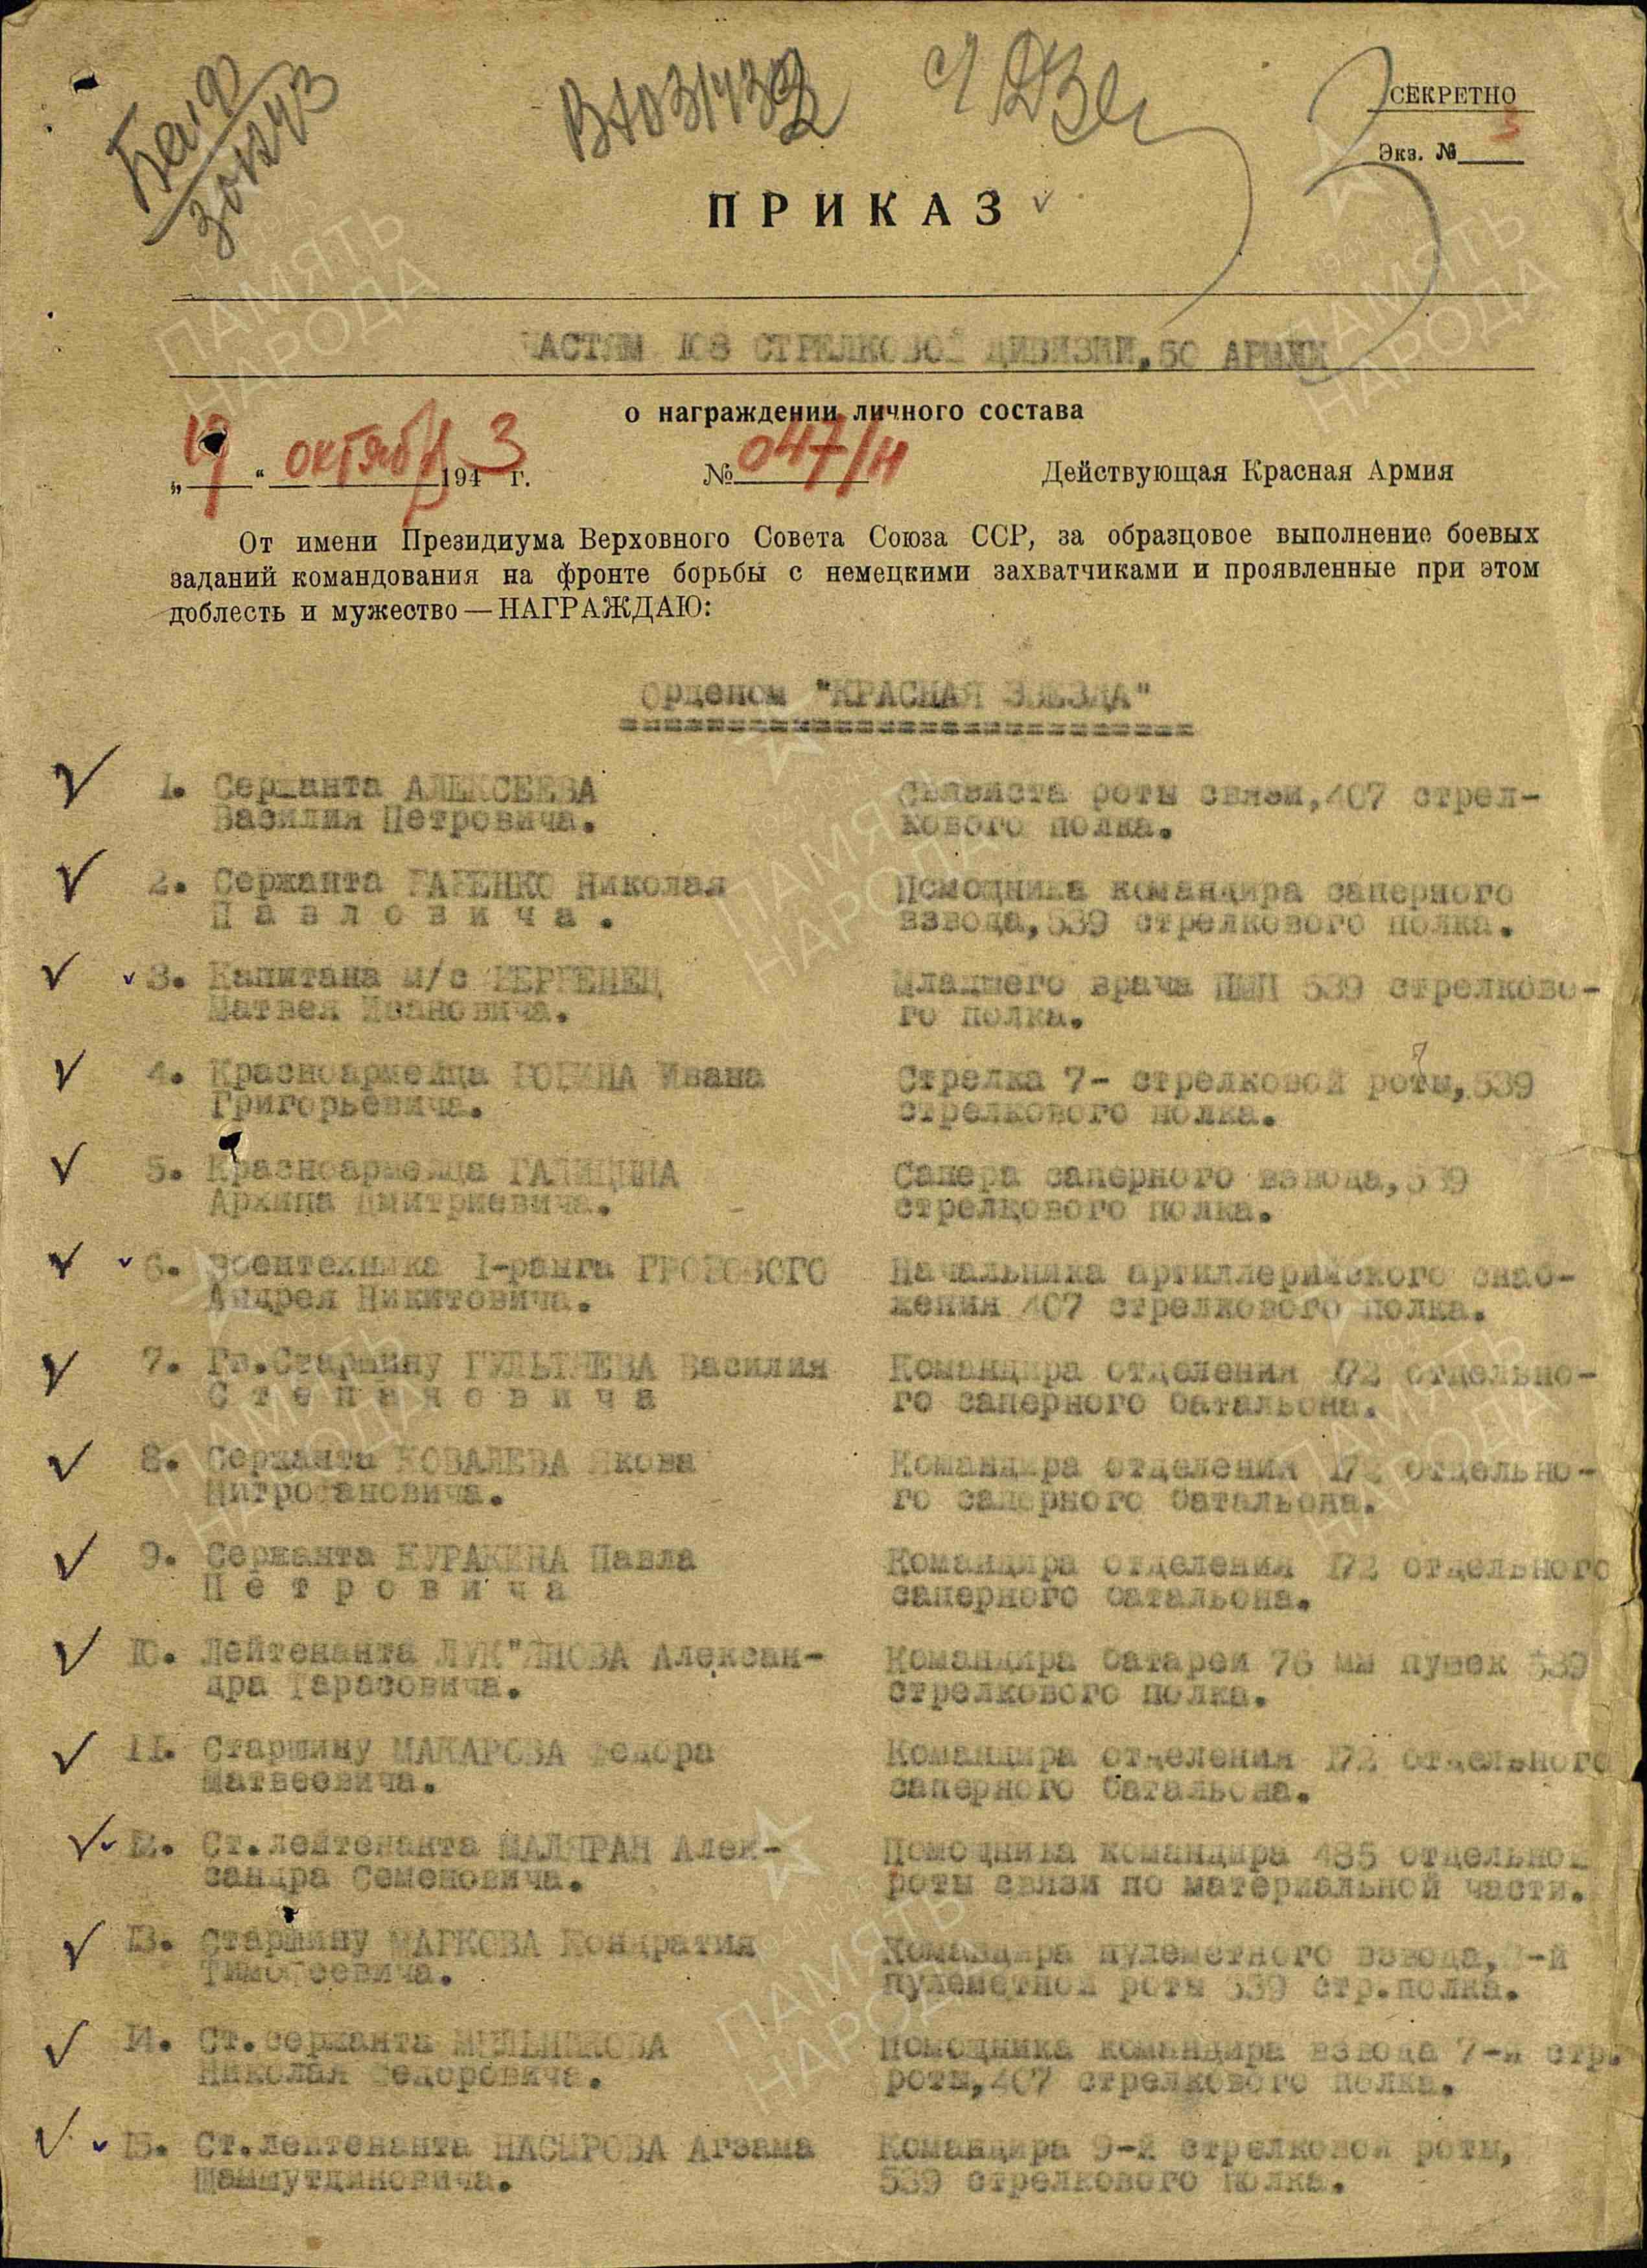 СЕКРЕТНО
Экз. № 3
ПРИКАЗ
ЧАСТЯМ 108 СТРЕЛКОВОЙ ДИВИЗИИ, 50 АРМИИ
о награждении личного состава
„19“ октября 1943 г. № 047/н Действующая Красная Армия
От имени Президиума Верховного Совета Союза ССР, за образцовое выполнение боевых
заданий командования на фронте борьбы с немецкими захватчиками и проявленные при этом
доблесть и мужество — НАГРАЖДАЮ:
Орденом "КРАСНАЯ ЗВЕЗДА"
1. Сержанта АЛЕКСЕЕВА Связиста роты связи, 407 стрел-
Василия Петровича. кового полка.
2. Сержанта Николая Помощника командира саперного
Павловича. взвода, 539 стрелкового полка.
3. Капитана м/с Младшего врача ПМП 539 стрелково-
Матвея Ивановича. го полка.
4. Красноармейца Ивана Стрелка 7- стрелковой роты, 539
Григорьевича. стрелкового полка.
5. Красноармейца ГАЛИЦИНА Сапера саперного взвода, 539
Архипа Дмитриевича. стрелкового полка.
6. Воентехника I-ранга Начальника артиллерийского снаб-
Андрея Никитовича. жения 407 стрелкового полка.
7. Гв.Старшину ГУЛЬТЯЕВА Василия Командира отделения 172 отдельно-
Степановича го саперного батальона.
8. Сержанта КОВАЛЕВА Якова Командира отделения 172 отдельно-
Митрофановича. го саперного батальона.
9. Сержанта КУРАКИНА Павла Командира отделения 172 отдельного
Петровича саперного батальона.
10. Лейтенанта ЛУК"ЯНОВА Алексан- Командира батареи 76 мм пушек 539
дра Тарасовича. стрелкового полка.
11. Старшину МАКАРОВА Федора Командира отделения 172 отдельного
Матвеевича. саперного батальона.
12. Ст.лейтенанта Алек- Помощника командира 485 отдельной
сандра Семеновича. роты связи по материальной части.
13. Старшину МАРКОВА Кондратия Командира пулеметного взвода, -й
Тимофеевича. пулеметной роты 539 стр.полка.
14. Ст.сержанта МЕЛЬНИКОВА Помощника командира взвода 7-й стр.
Николая Федоровича. роты, 407 стрелкового полка.
15. Ст.лейтенанта НАСЫРОВА Агзама Командира 9-й стрелковой роты,
539 стрелкового полка.
ПАМЯТЬ
НАРОДА